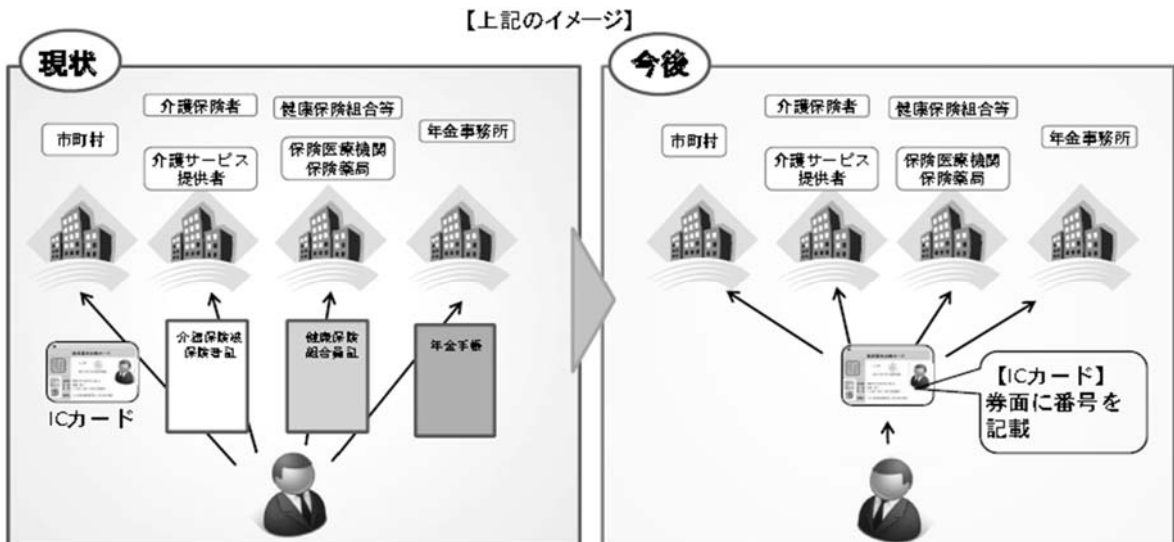 【上記のイメージ】
現状
市町村
介護保険者
介護サービス
提供者
健康保険組合等
保険医療機関
保険薬局
年金事務所
ICカード
介護保険被
保険者証
健康保険
組合員証
年金手帳
今後
市町村
介護保険者
介護サービス
提供者
健康保険組合等
保険医療機関
保険薬局
年金事務所
【ICカード】
券面に番号を
記載